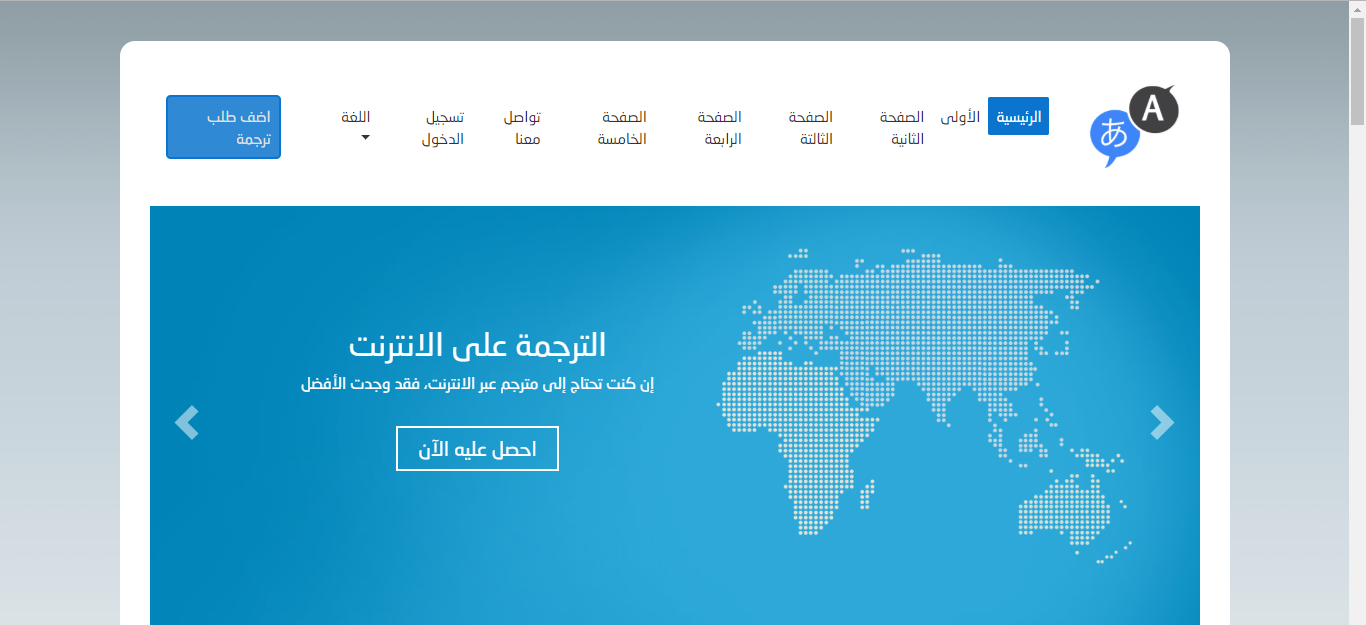 A
あ
الرئيسية
الأولى
الصفحة
الثانية
الصفحة
الثالتة
الصفحة
الرابعة
الصفحة
الخامسة
تواصل
معنا
تسجيل
الدخول
اللغة
اضف طلب
ترجمة
الترجمة على الانترنت
إن كنت تحتاج إلى مترجم عبر الانترنت، فقد وجدت الأفضل
احصل عليه الآن